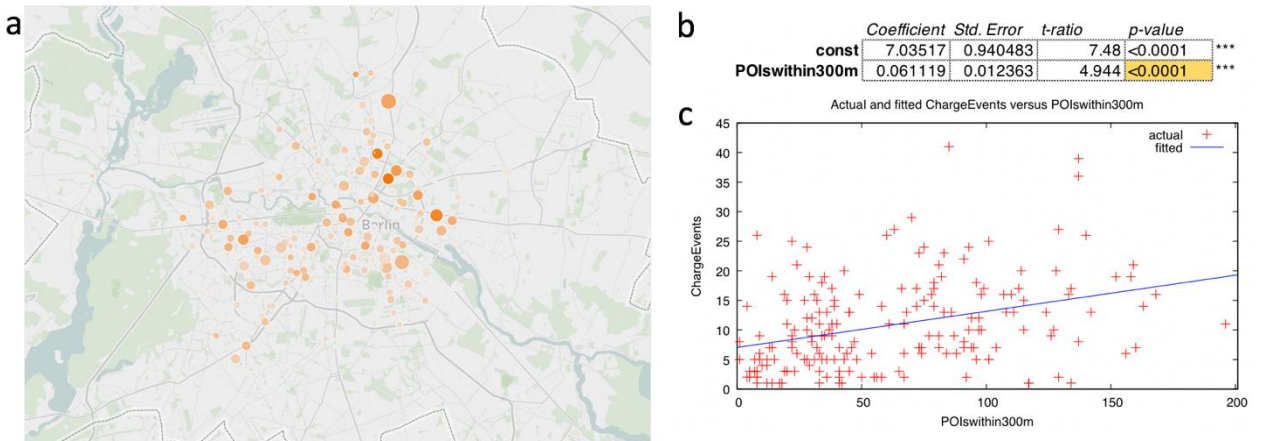 a
Berlin
b
Coefficient Std. Error t-ratio p-value
const 7.03517 0.940483 7.48 <0.0001 ***
POIswithin300m 0.061119 0.012363 4.944 <0.0001 ***
c
Actual and fitted ChargeEvents versus POIswithin300m
actual
fitted
45
40
35
30
25
20
15
10
5
0
ChargeEvents
0 50 100 150 200
POIswithin300m